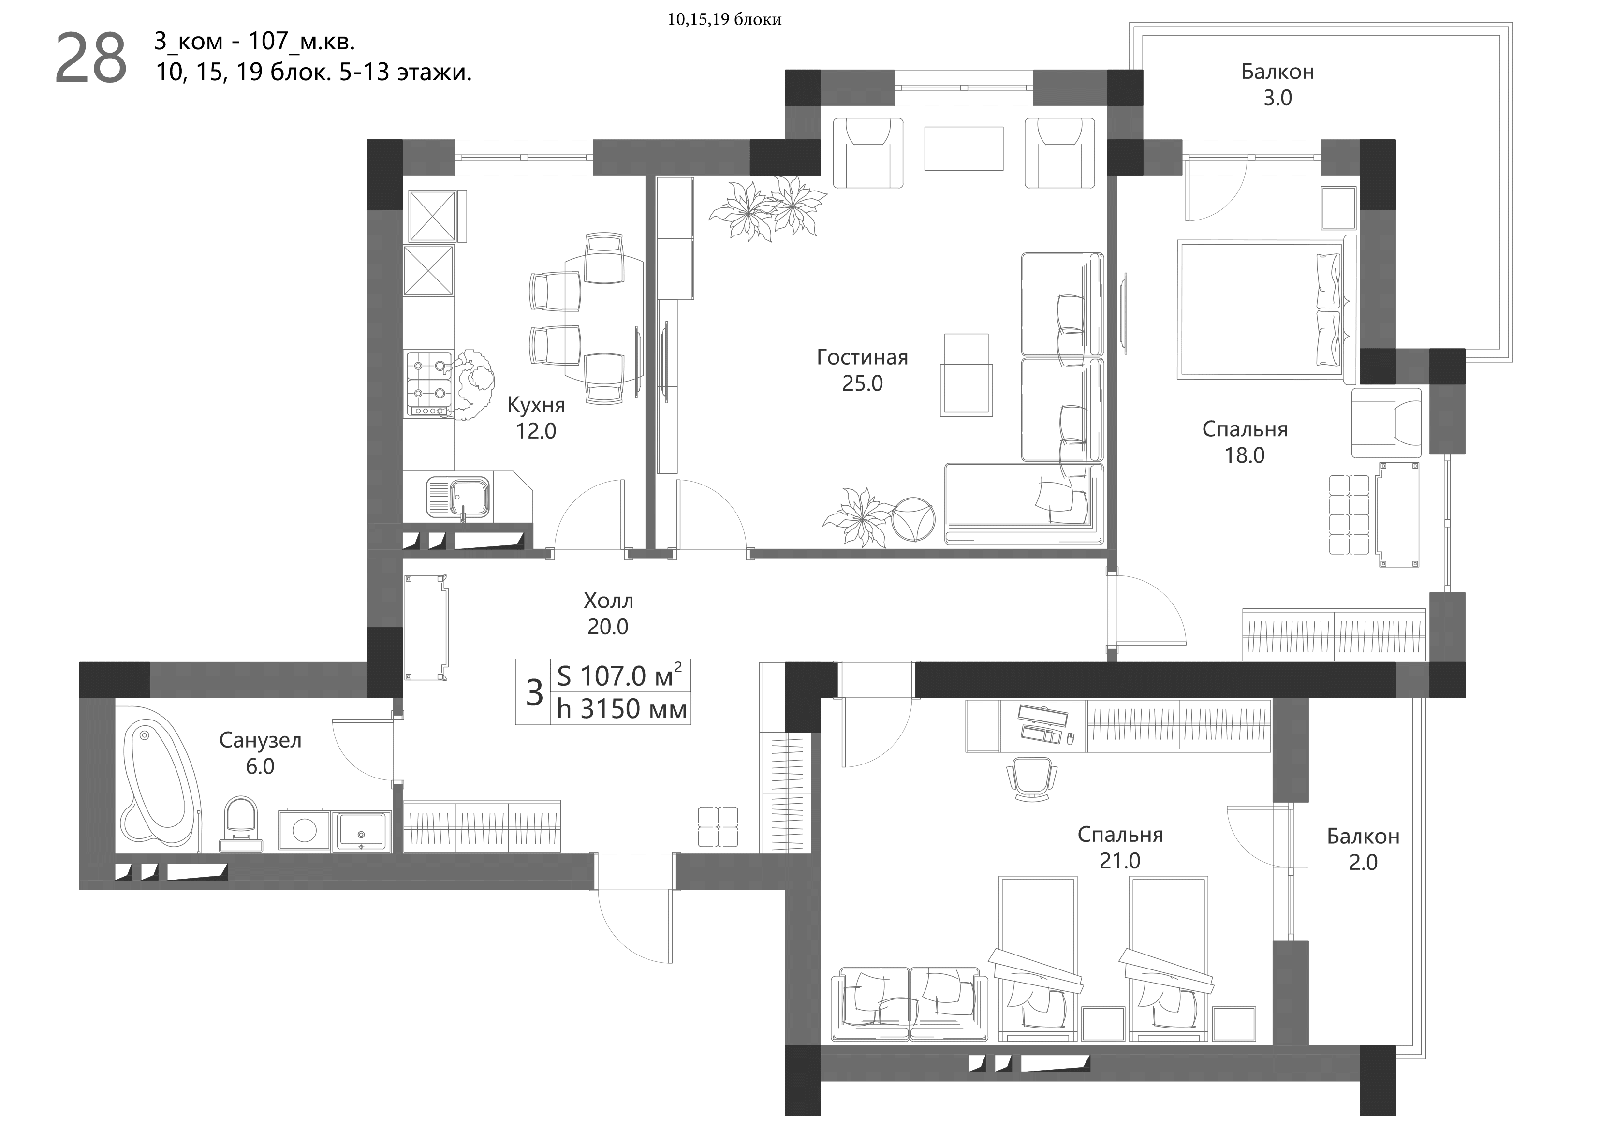 10,15,19 блоки
28
3_ком - 107_м.кв.
10, 15, 19 блок. 5-13 этажи.
Балкон
3.0
Гостиная
25.0
Кухня
12.0
Спальня
18.0
Холл
20.0
3
S 107.0 м²
h 3150 мм
Санузел
6.0
Спальня
21.0
Балкон
2.0